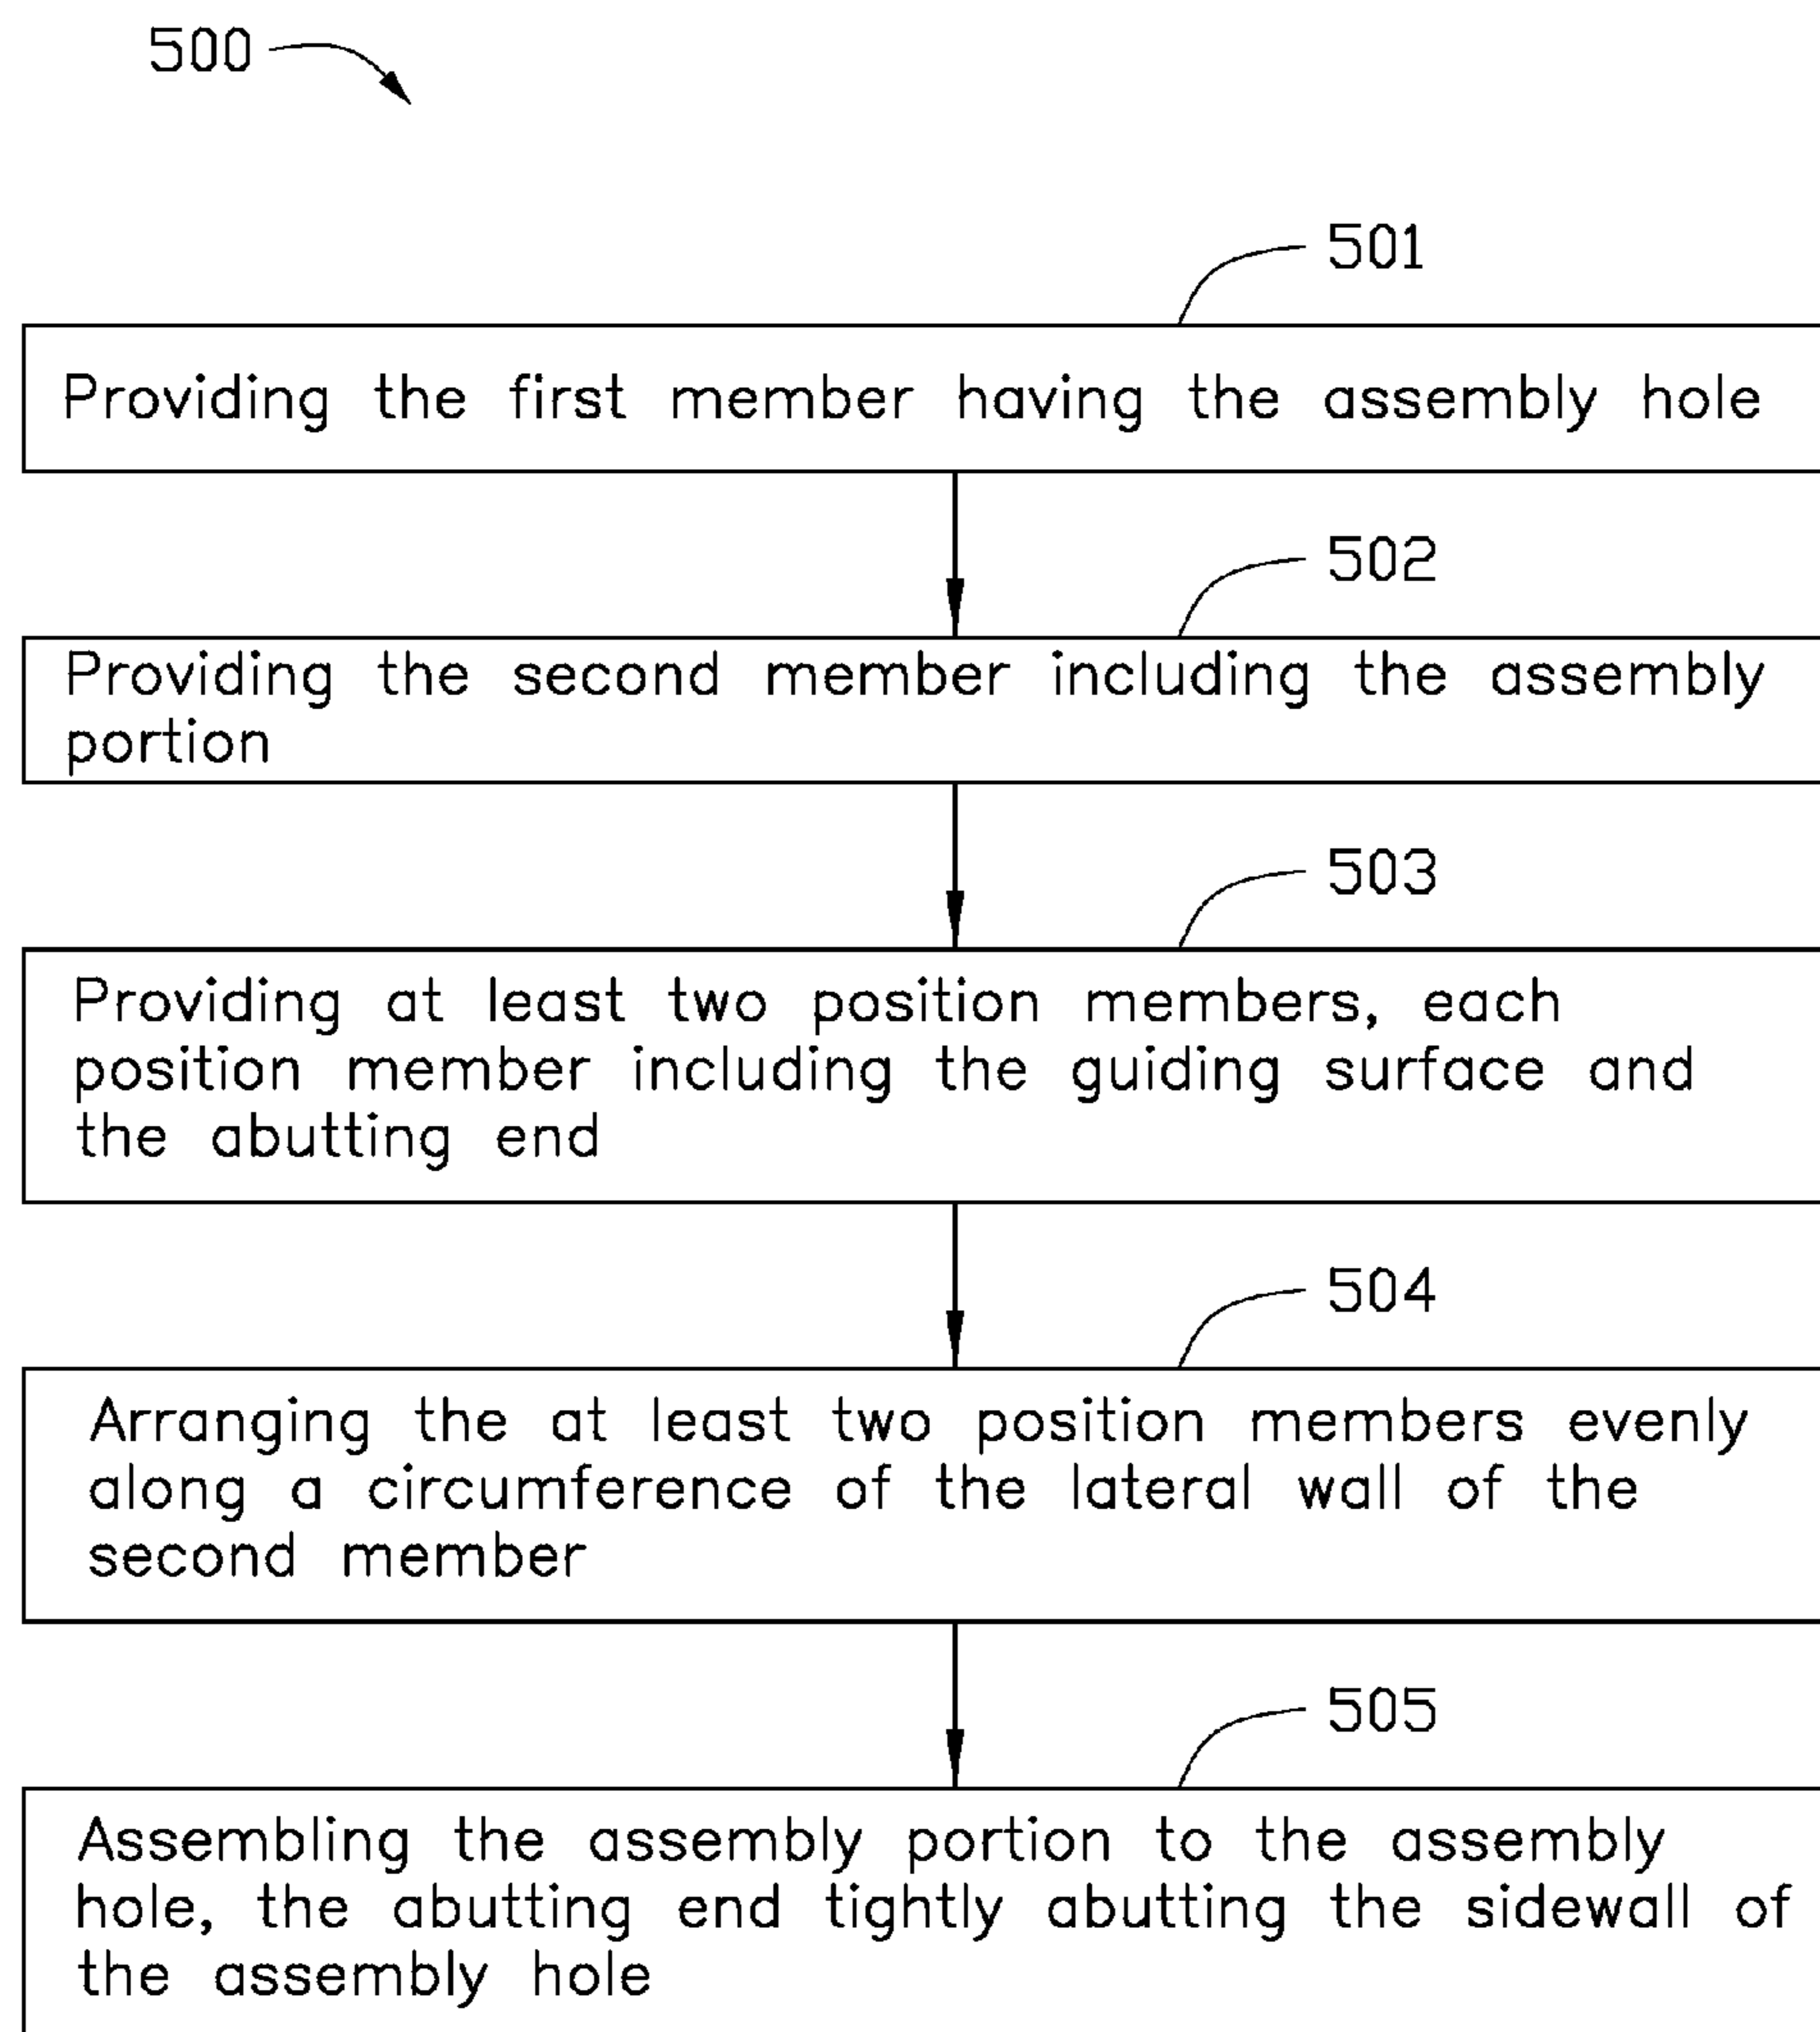 500
501
Providing the first member having the assembly hole
502
Providing the second member including the assembly
portion
503
Providing at least two position members, each
position member including the guiding surface and
the abutting end
504
Arranging the at least two position members evenly
along a circumference of the lateral wall of the
second member
505
Assembling the assembly portion to the assembly
hole, the abutting end tightly abutting the sidewall of
the assembly hole